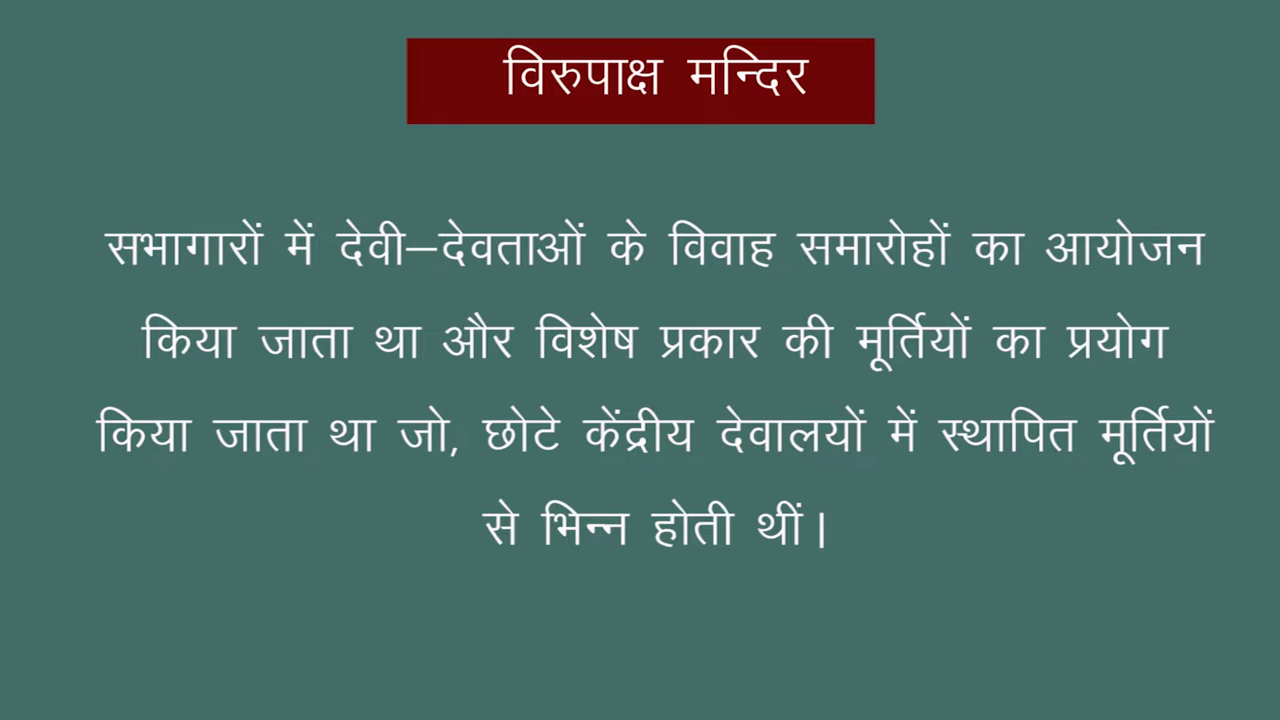 विरुपाक्ष मन्दिर
सभागारों में देवी–देवताओं के विवाह समारोहों का आयोजन
किया जाता था और विशेष प्रकार की मूर्तियों का प्रयोग
किया जाता था जो, छोटे केंद्रीय देवालयों में स्थापित मूर्तियों
से भिन्न होती थीं।